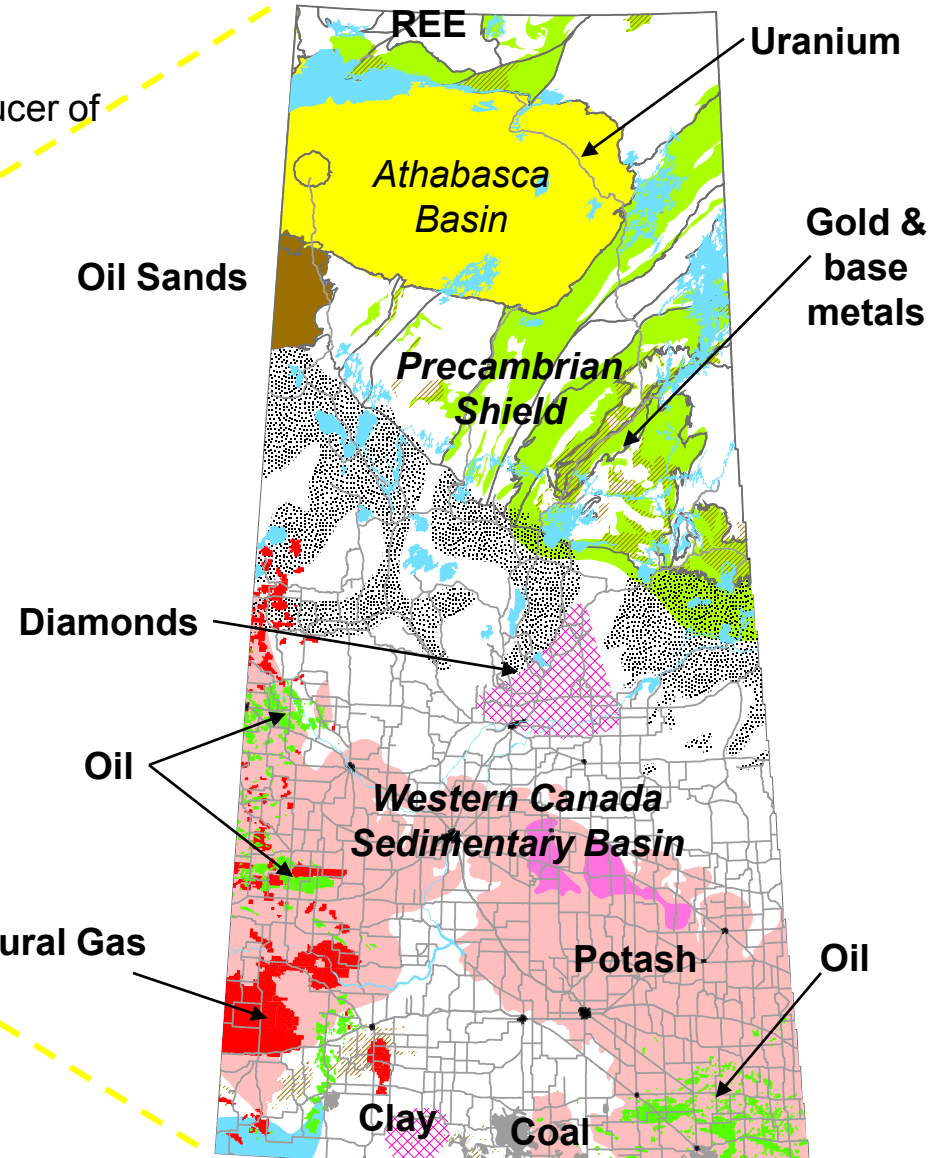 REE
Uranium
ucer of
Athabasca
Basin
Gold &
base
metals
Oil Sands
Precambrian
Shield
Diamonds
Oil
Western Canada
Sedimentary Basin
ural Gas
Potash
Oil
Clay
Coal